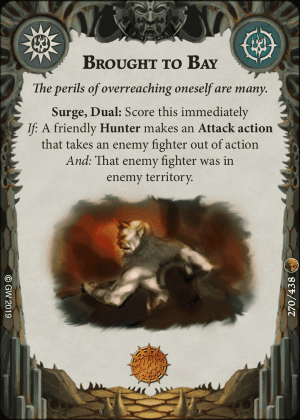 Brought to Bay
The perils of overreaching oneself are many.
Surge, Dual: Score this immediately
If: A friendly Hunter makes an Attack action
that takes an enemy fighter out of action
And: That enemy fighter was in
enemy territory.
© GW 2019
270/438